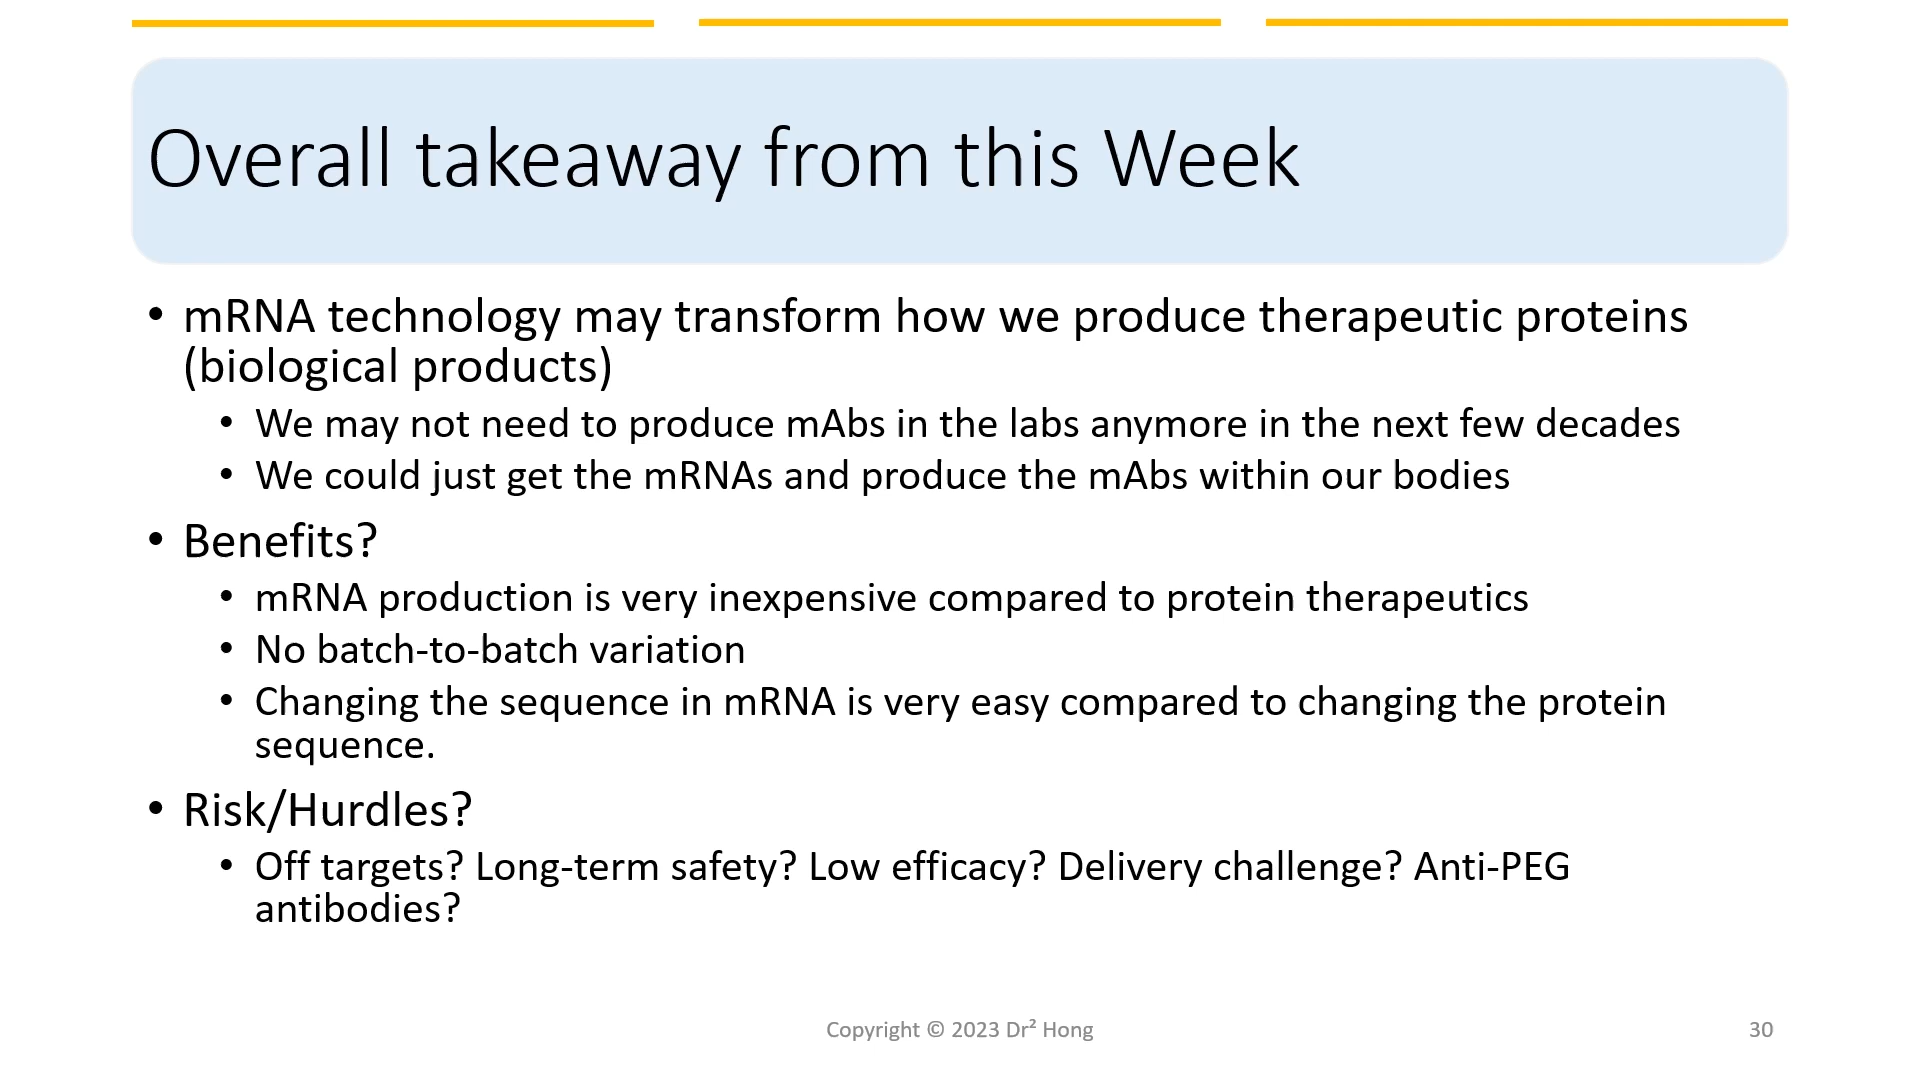 Overall takeaway from this Week
• mRNA technology may transform how we produce therapeutic proteins
(biological products)
• We may not need to produce mAbs in the labs anymore in the next few decades
• We could just get the mRNAs and produce the mAbs within our bodies
• Benefits?
• mRNA production is very inexpensive compared to protein therapeutics
• No batch-to-batch variation
• Changing the sequence in mRNA is very easy compared to changing the protein
sequence.
• Risk/Hurdles?
• Off targets? Long-term safety? Low efficacy? Delivery challenge? Anti-PEG
antibodies?
Copyright © 2023 Dr² Hong
30